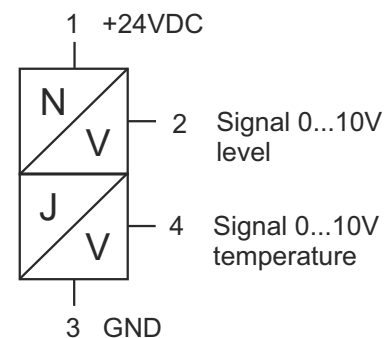 1 +24VDC
N
V
2 Signal 0...10V
level
J
V
4 Signal 0...10V
temperature
3 GND